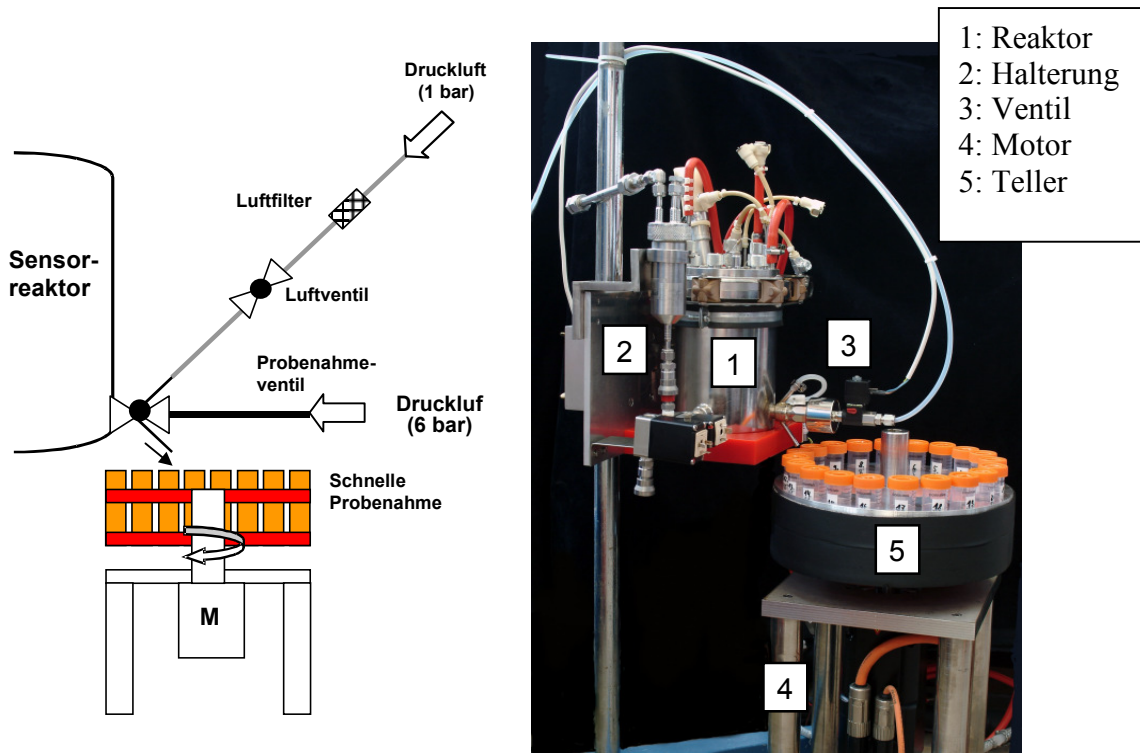 Druckluft
(1 bar)
Luftfilter
Sensor-
reaktor
Luftventil
Probenahme-
ventil
Druckluf
(6 bar)
Schnelle
Probenahme
M
1: Reaktor
2: Halterung
3: Ventil
4: Motor
5: Teller
2
1
3
5
4